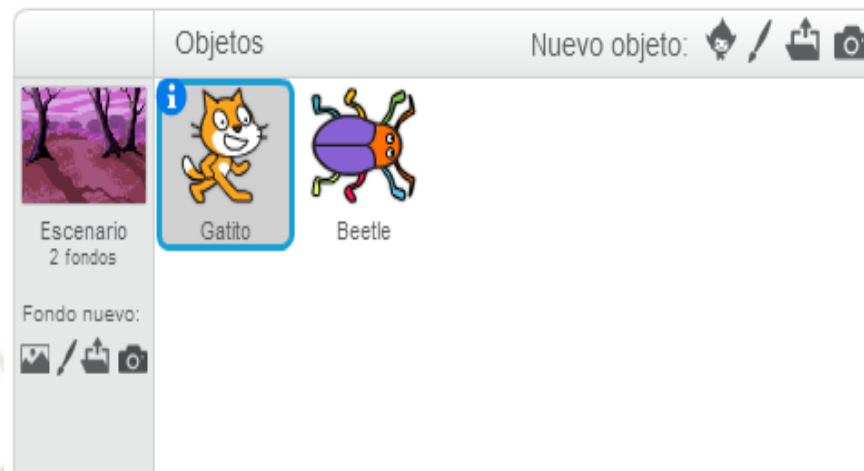 Objetos
Nuevo objeto:
Gatito
Beetle
Escenario
2 fondos
Fondo nuevo: